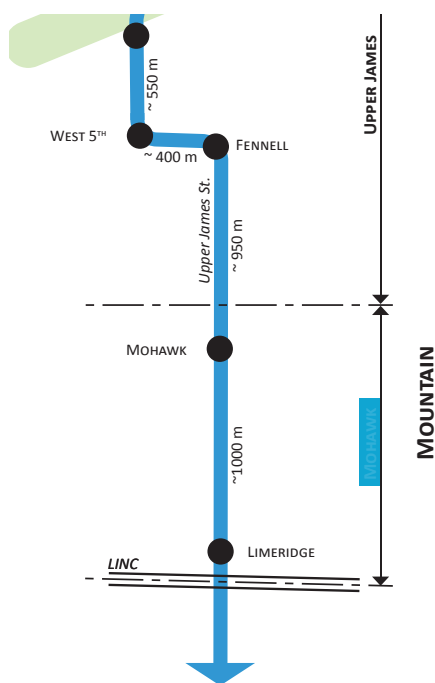 UPPER JAMES
~ 550 m
WEST 5TH
~ 400 m
FENNELL
Upper James St.
~ 950 m
MOHAWK
MOUNTAIN
MOHAWK
~1000 m
LIMERIDGE
LINC